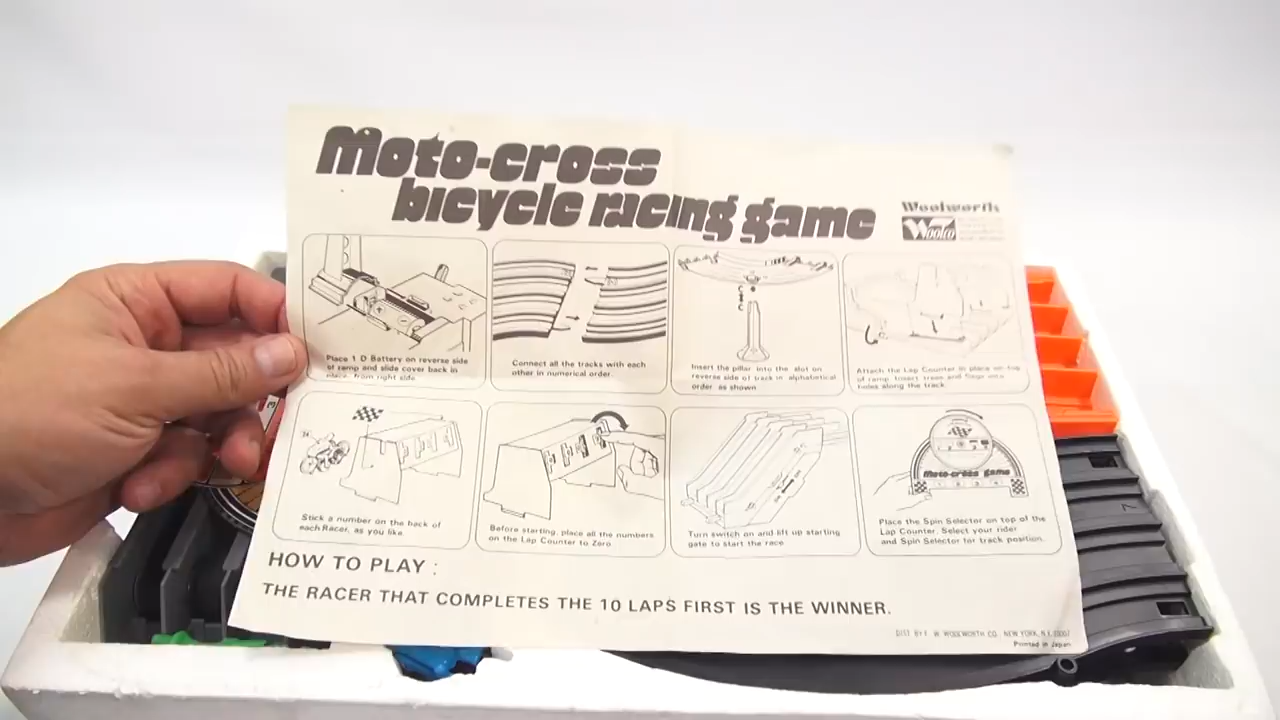 Moto-cross
bicycle racing game
Woolworth
Woolco
Place 1 D Battery on reverse side
of ramp and slide cover back in
place from right side.
Connect all the tracks with each
other in numerical order.
Insert the pillar into the slot on
reverse side of track in alphabetical
order as shown
Attach the Lap Counter in place on top
of ramp Insert trees and flags into
holes along the track.
Stick a number on the back of
each Racer, as you like.
Before starting, place all the numbers
on the Lap Counter to Zero
Turn switch on and lift up starting
gate to start the race
Moto-cross game
Place the Spin Selector on top of the
Lap Counter. Select your rider
and Spin Selector for track position.
HOW TO PLAY :
THE RACER THAT COMPLETES THE 10 LAPS FIRST IS THE WINNER.
DIST. BY F. W. WOOLWORTH CO. NEW YORK, N.Y. 10007
Printed in Japan